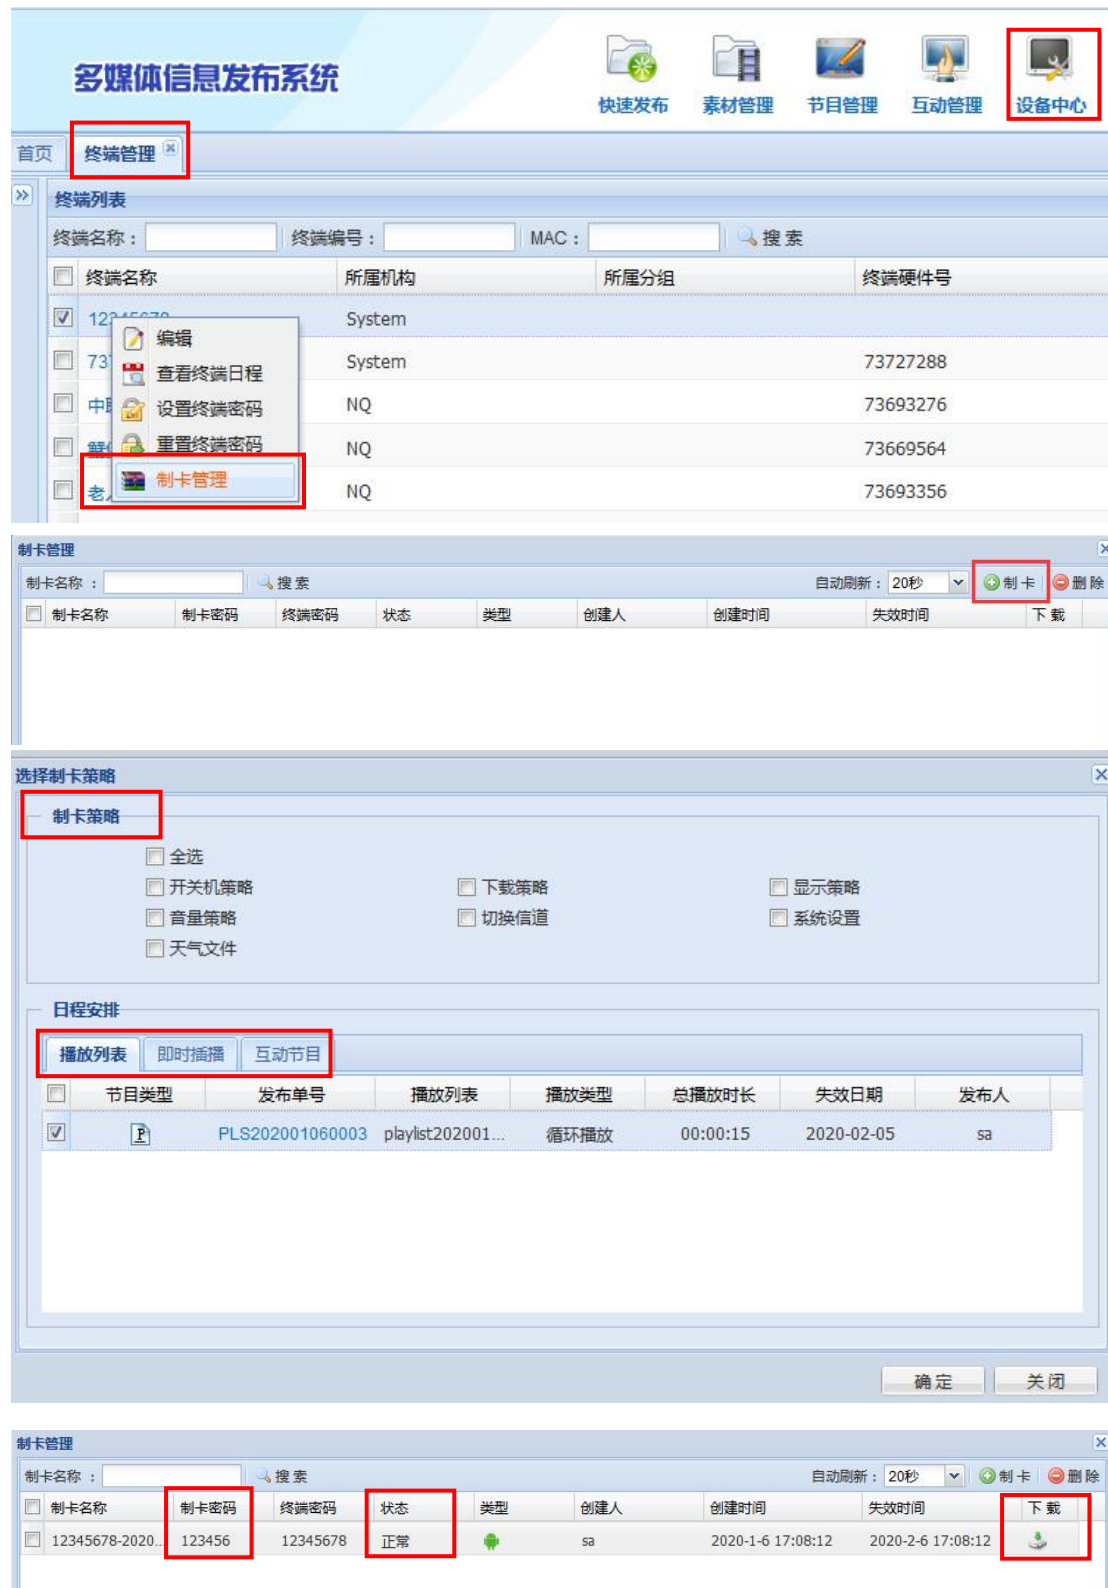 多媒体信息发布系统
快速发布 素材管理 节目管理 互动管理 设备中心
首页 终端管理
终端列表
终端名称： 终端编号： MAC： 搜索
终端名称 所属机构 所属分组 终端硬件号
12345678 System
编辑
737 System 73727288
查看终端日程
设置终端密码 NQ 73693276
重置终端密码 NQ 73669564
制卡管理
老 NQ 73693356
制卡管理
制卡名称： 搜索 自动刷新： 20秒 制卡 删除
制卡名称 制卡密码 终端密码 状态 类型 创建人 创建时间 失效时间 下载
选择制卡策略
制卡策略
全选
开关机策略 下载策略 显示策略
音量策略 切换信道 系统设置
天气文件
日程安排
播放列表 即时插播 互动节目
节目类型 发布单号 播放列表 播放类型 总播放时长 失效日期 发布人
P PLS202001060003 playlist202001... 循环播放 00:00:15 2020-02-05 sa
确定 关闭
制卡管理
制卡名称： 搜索 自动刷新： 20秒 制卡 删除
制卡名称 制卡密码 终端密码 状态 类型 创建人 创建时间 失效时间 下载
12345678-2020... 123456 12345678 正常 sa 2020-1-6 17:08:12 2020-2-6 17:08:12